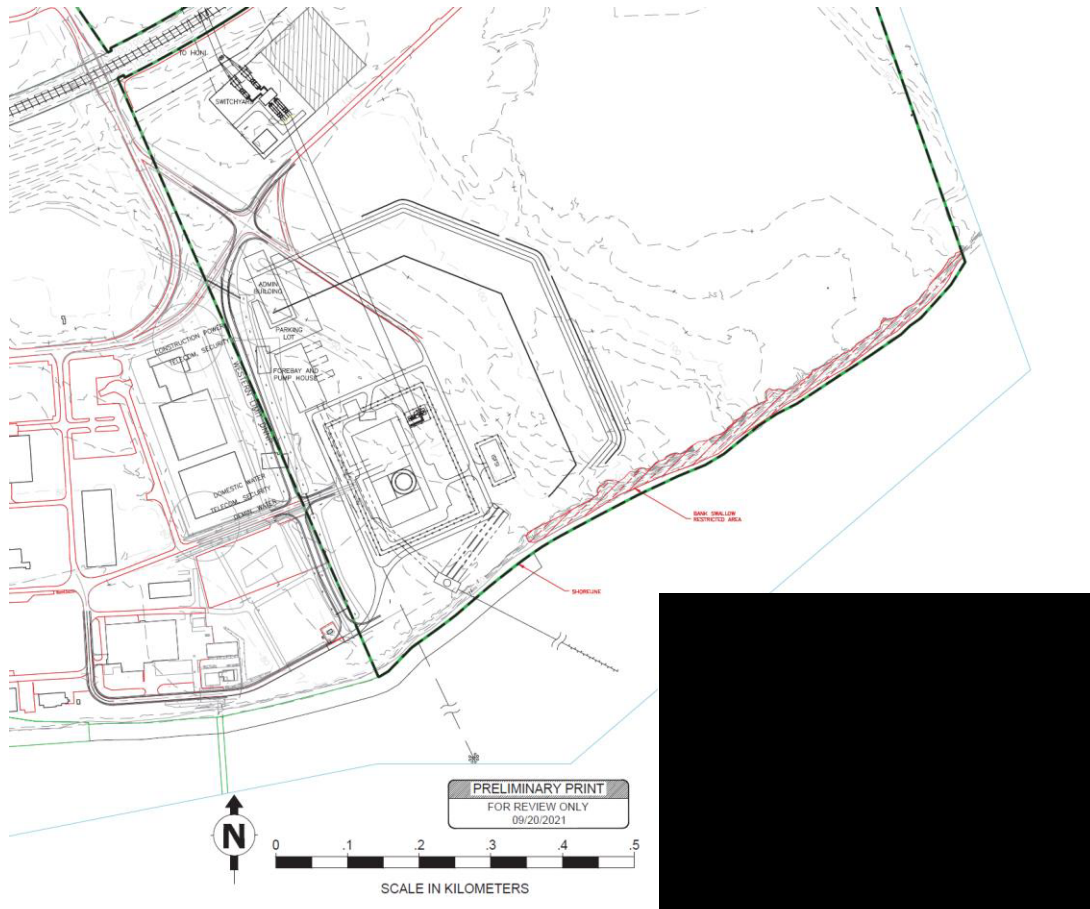 TO HONI
SWITCHYARD
ADMIN
BUILDING
PARKING
LOT
CONSTRUCTION POWER
TELECOM, SECURITY
FOREBAY AND
PUMP HOUSE
DOMESTIC WATER
TELECOM, SECURITY
DEMIN. WATER
BANK SWALLOW
RESTRICTED AREA
SHORELINE
PRELIMINARY PRINT
FOR REVIEW ONLY
09/20/2021
N
0 .1 .2 .3 .4 .5
SCALE IN KILOMETERS